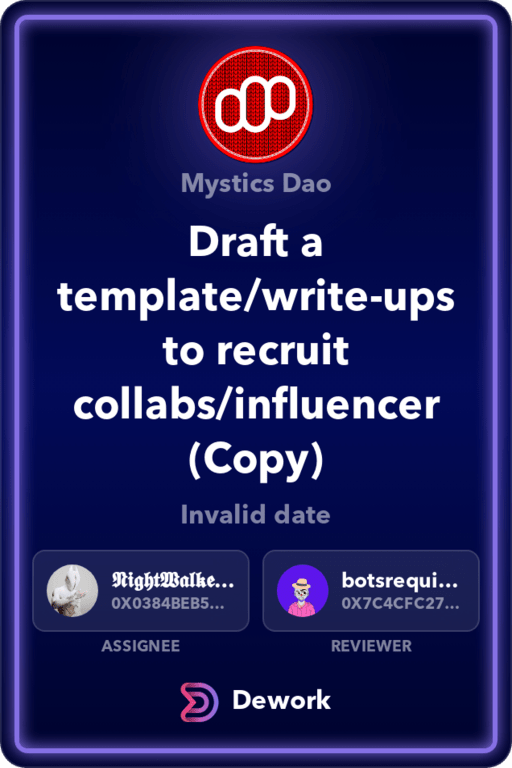 Mystics Dao
Draft a
template/write-ups
to recruit
collabs/influencer
(Copy)
Invalid date
𝕹𝖎𝖌𝖍𝖙𝖂𝖆𝖑𝖐𝖊...
0X0384BEB5...
botsrequi...
0X7C4CFC27...
ASSIGNEE
REVIEWER
Dework